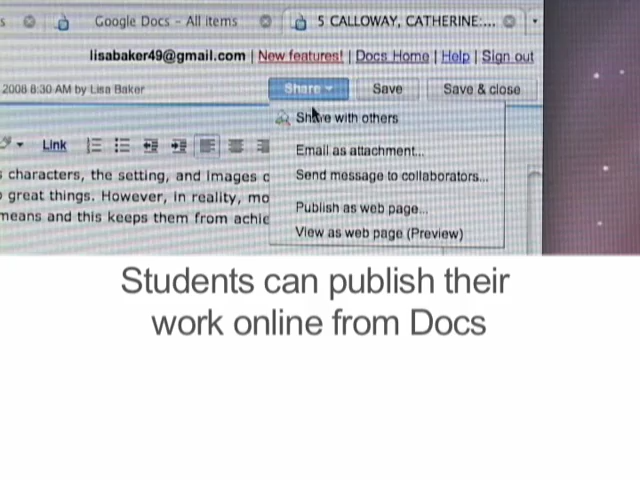 s
Google Docs - All items
5 CALLOWAY, CATHERINE:...
lisabaker49@gmail.com | New features! | Docs Home | Help | Sign out
2008 8:30 AM by Lisa Baker
Share
Save
Save & close
Share with others
Link
Email as attachment...
s characters, the setting, and images c
Send message to collaborators...
o great things. However, in reality, mo
Publish as web page...
means and this keeps them from achie
View as web page (Preview)
Students can publish their
work online from Docs